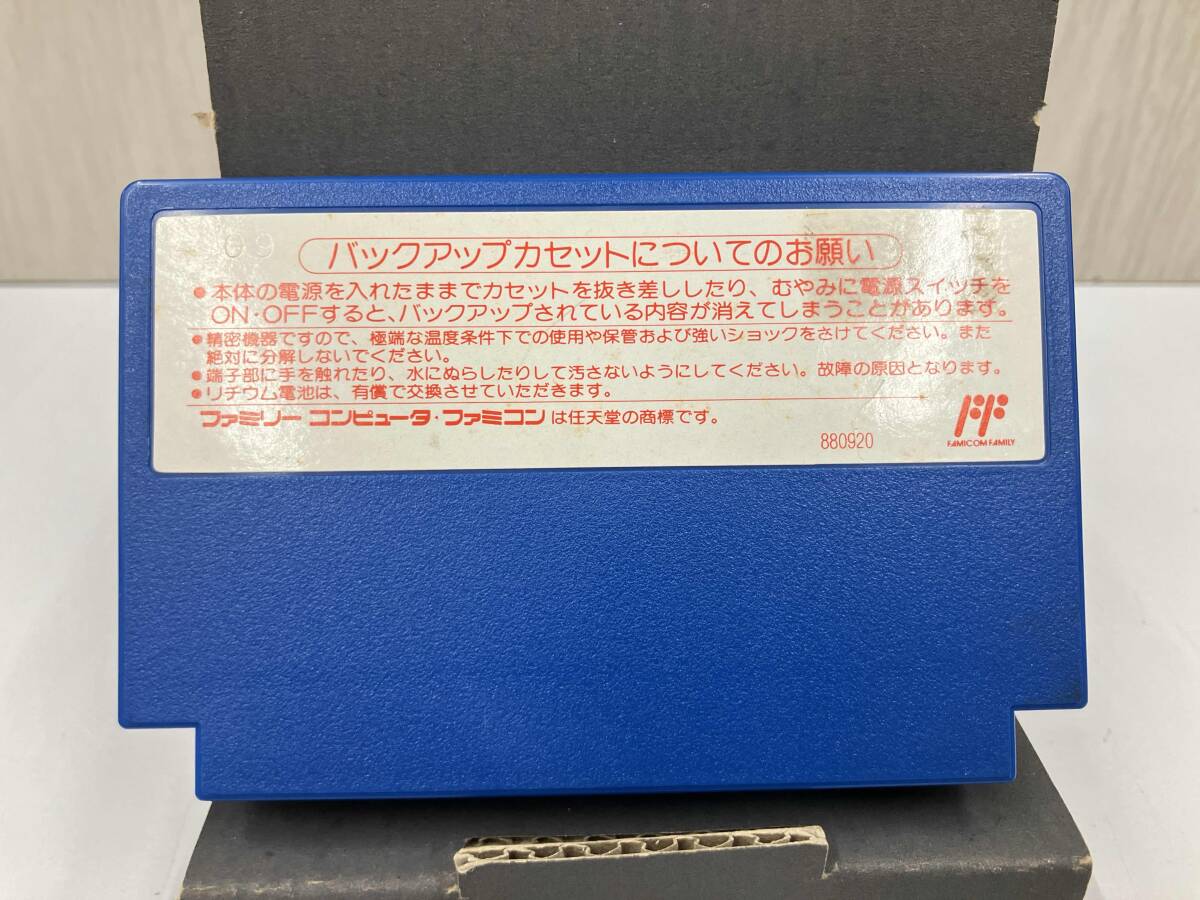 09
バックアップカセットについてのお願い
●本体の電源を入れたままでカセットを抜き差ししたり、むやみに電源スイッチを
ON・OFFすると、バックアップされている内容が消えてしまうことがあります。
●精密機器ですので、極端な温度条件下での使用や保管および強いショックをさけてください。また
絶対に分解しないでください。
●端子部に手を触れたり、水にぬらしたりして汚さないようにしてください。故障の原因となります。
●リチウム電池は、有償で交換させていただきます。
ファミリーコンピュータ・ファミコンは任天堂の商標です。
880920
FAMICOM FAMILY